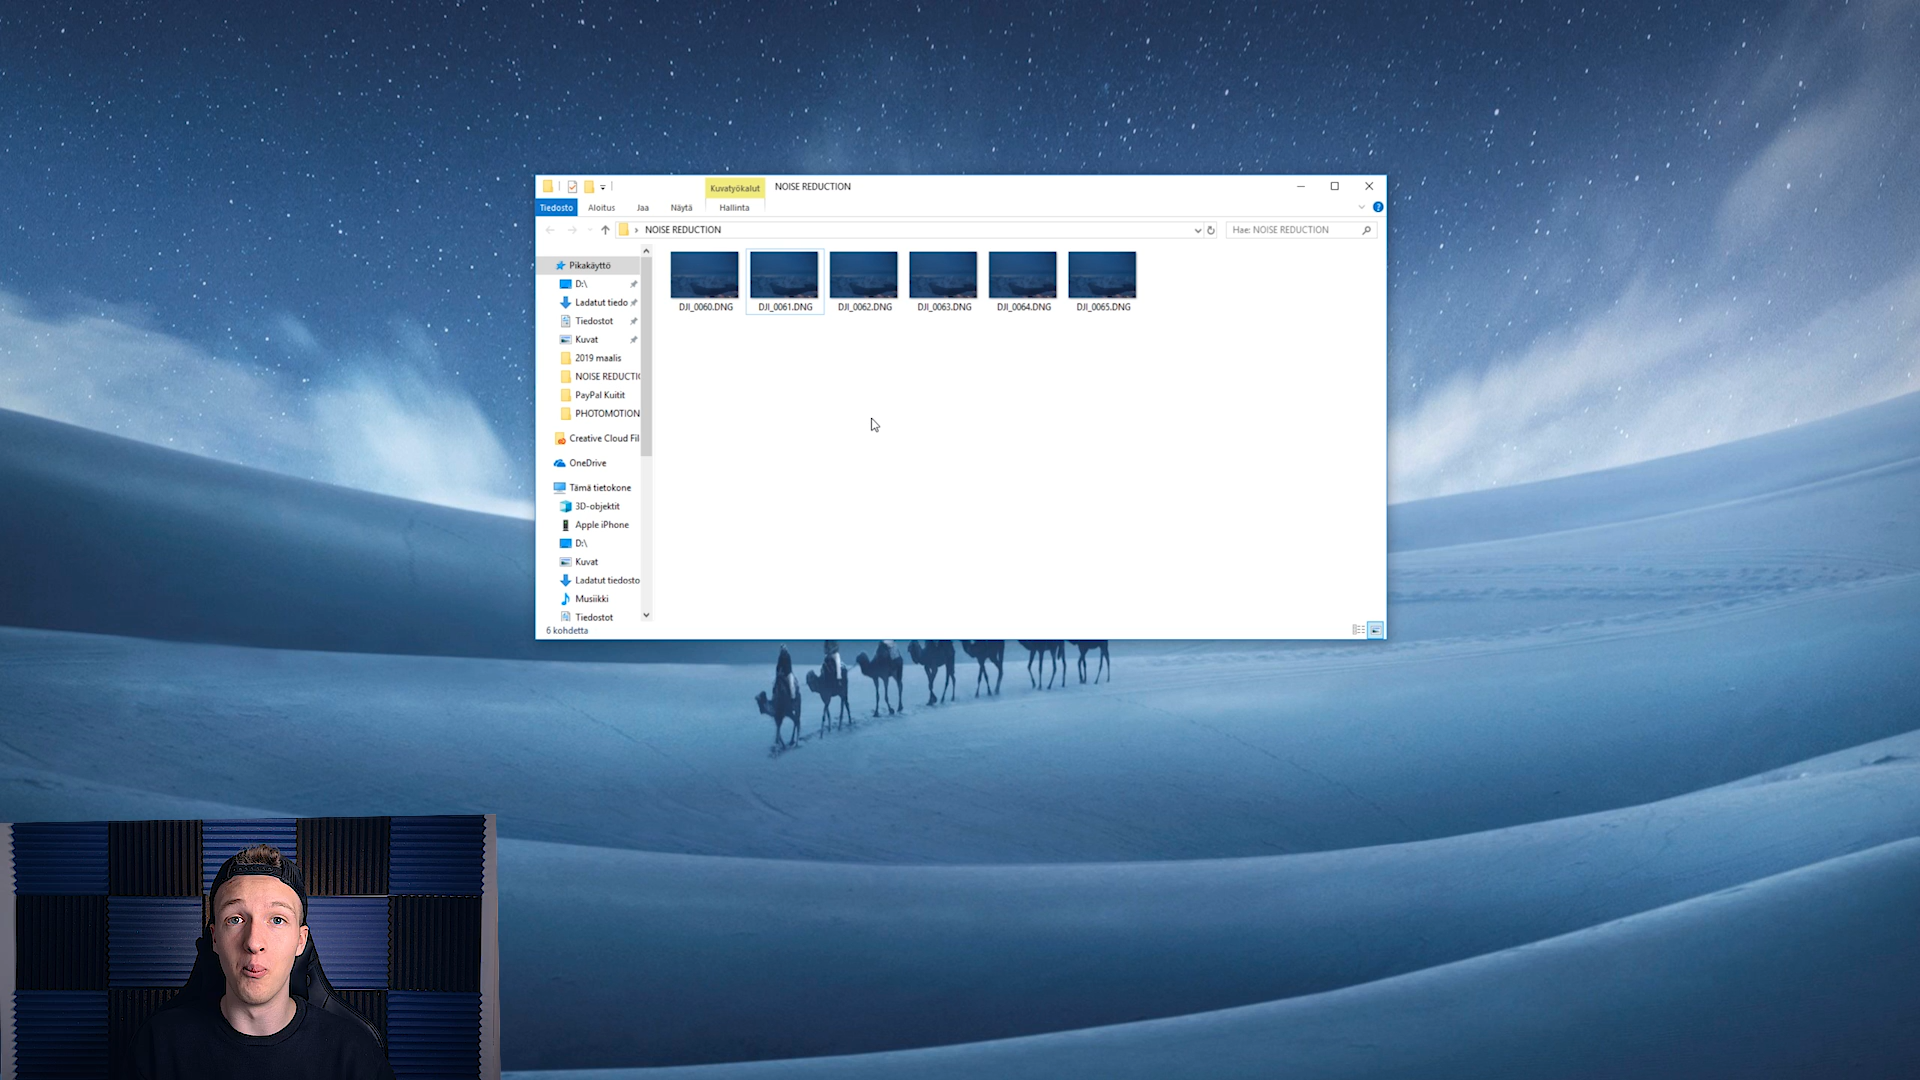 Kuvatyökalut NOISE REDUCTION
Tiedosto Aloitus Jaa Näytä Hallinta
NOISE REDUCTION
Hae: NOISE REDUCTION
Pikakäyttö
D:\
Ladatut tiedo
Tiedostot
Kuvat
2019 maalis
NOISE REDUCTIO
PayPal Kuitit
PHOTOMOTION
Creative Cloud Fil
OneDrive
Tämä tietokone
3D-objektit
Apple iPhone
D:\
Kuvat
Ladatut tiedosto
Musiikki
Tiedostot
DJI_0060.DNG DJI_0061.DNG DJI_0062.DNG DJI_0063.DNG DJI_0064.DNG DJI_0065.DNG
6 kohdetta